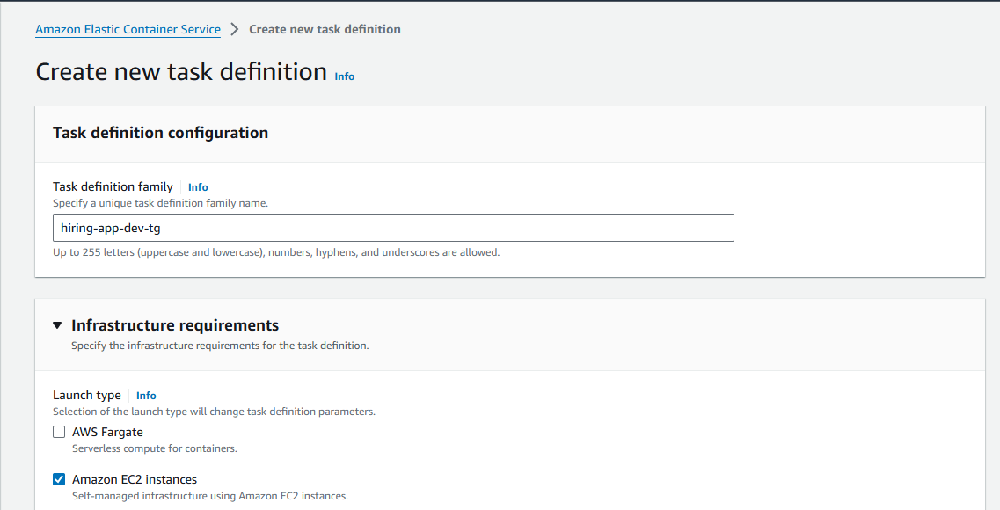 Amazon Elastic Container Service > Create new task definition
Create new task definition Info
Task definition configuration
Task definition family Info
Specify a unique task definition family name.
hiring-app-dev-tg
Up to 255 letters (uppercase and lowercase), numbers, hyphens, and underscores are allowed.
Infrastructure requirements
Specify the infrastructure requirements for the task definition.
Launch type Info
Selection of the launch type will change task definition parameters.
AWS Fargate
Serverless compute for containers.
Amazon EC2 instances
Self-managed infrastructure using Amazon EC2 instances.